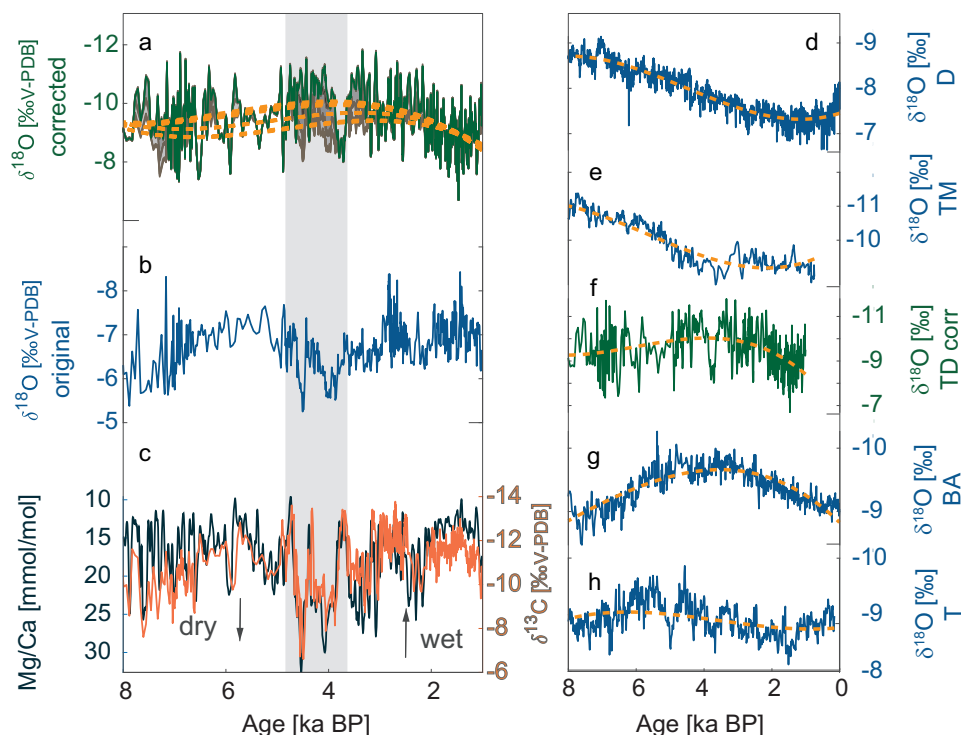 a
-12
-10
-8
δ18O [‰V-PDB]
corrected
b
-8
-7
-6
-5
δ18O [‰V-PDB]
original
c
10
15
20
25
30
Mg/Ca [mmol/mol]
-14
-12
-10
-8
-6
δ13C [‰V-PDB]
dry
wet
8
6
4
2
Age [ka BP]
d
-9
-8
-7
δ18O [‰]
D
e
-11
-10
δ18O [‰]
TM
f
-11
-9
-7
δ18O [‰]
TD corr
g
-10
-9
δ18O [‰]
BA
h
-10
-9
-8
δ18O [‰]
T
8
6
4
2
0
Age [ka BP]